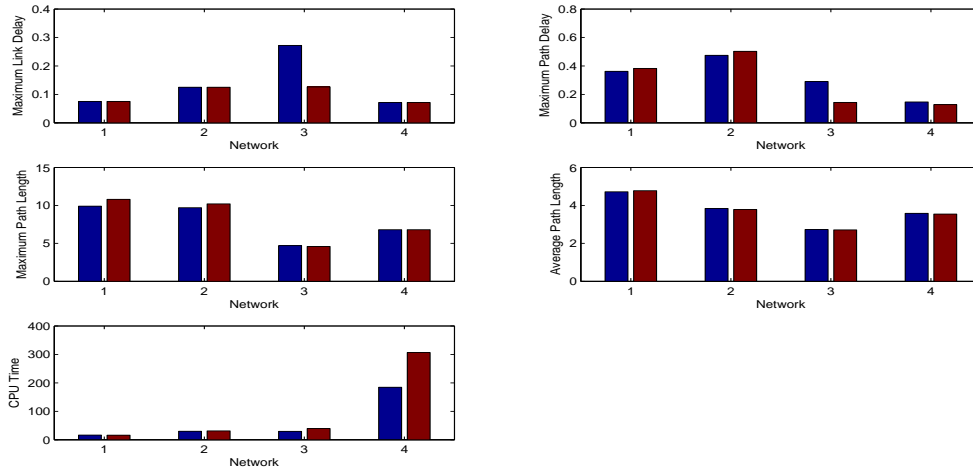 Maximum Link Delay
0.4
0.3
0.2
0.1
0
1 2 3 4
Network
Maximum Path Delay
0.8
0.6
0.4
0.2
0
1 2 3 4
Network
Maximum Path Length
15
10
5
0
1 2 3 4
Network
Average Path Length
6
4
2
0
1 2 3 4
Network
CPU Time
400
300
200
100
0
1 2 3 4
Network